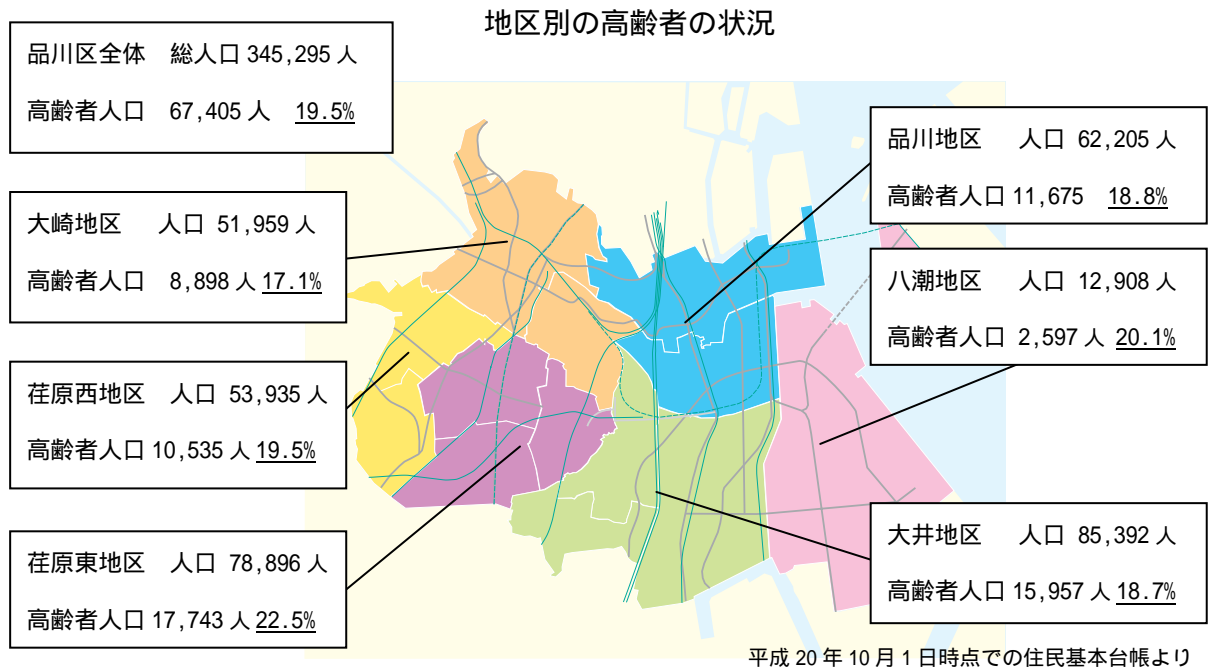 地区別の高齢者の状況
品川区全体 総人口 345,295 人
高齢者人口 67,405 人 19.5%
大崎地区 人口 51,959 人
高齢者人口 8,898 人 17.1%
荏原西地区 人口 53,935 人
高齢者人口 10,535 人 19.5%
荏原東地区 人口 78,896 人
高齢者人口 17,743 人 22.5%
品川地区 人口 62,205 人
高齢者人口 11,675 18.8%
八潮地区 人口 12,908 人
高齢者人口 2,597 人 20.1%
大井地区 人口 85,392 人
高齢者人口 15,957 人 18.7%
平成 20 年 10 月 1 日時点での住民基本台帳より